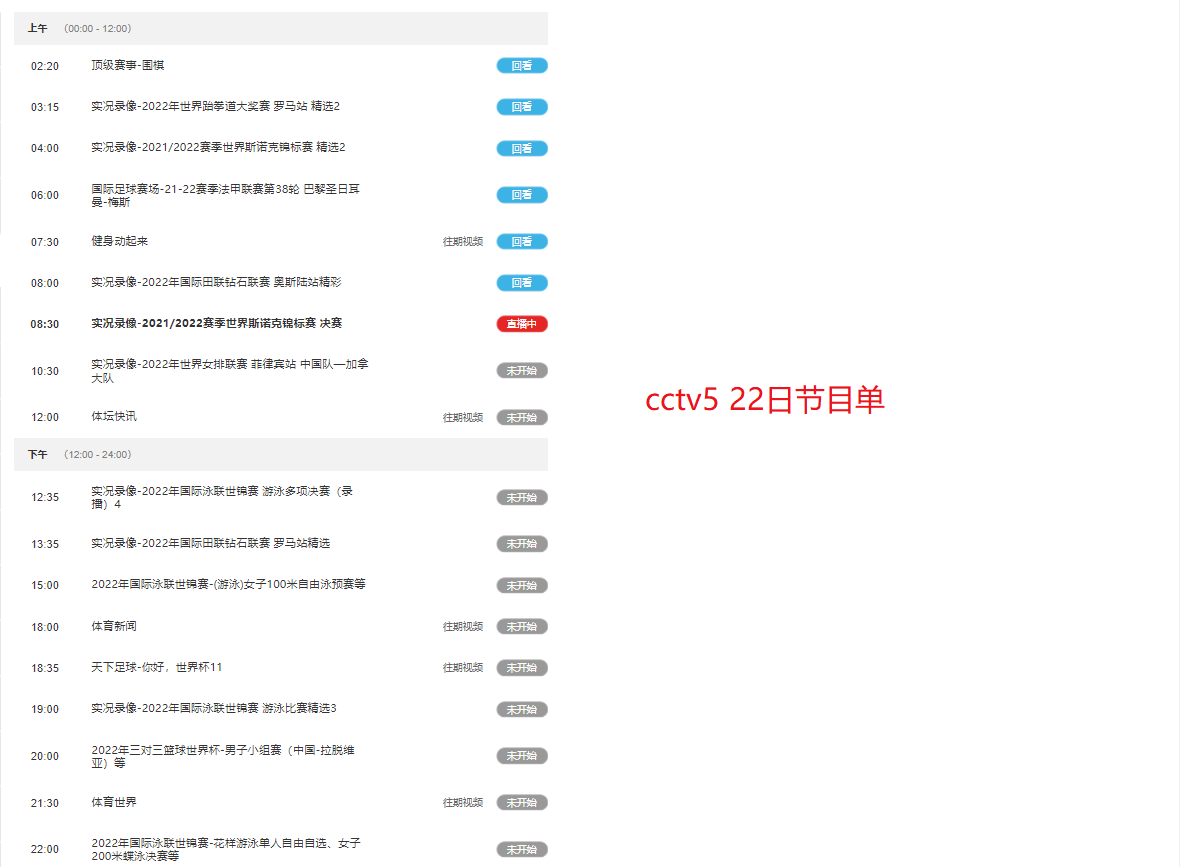 上午 （00:00 - 12:00）
02:20 顶级赛事-围棋 回看
03:15 实况录像-2022年世界跆拳道大奖赛 罗马站 精选2 回看
04:00 实况录像-2021/2022赛季世界斯诺克锦标赛 精选2 回看
06:00 国际足球赛场-21-22赛季法甲联赛第38轮 巴黎圣日耳 回看
曼-梅斯
07:30 健身动起来 往期视频 回看
08:00 实况录像-2022年国际田联钻石联赛 奥斯陆站精彩 回看
08:30 实况录像-2021/2022赛季世界斯诺克锦标赛 决赛 直播中
10:30 实况录像-2022年世界女排联赛 菲律宾站 中国队—加拿 未开始
大队
cctv5 22日节目单
12:00 体坛快讯 往期视频 未开始
下午 （12:00 - 24:00）
12:35 实况录像-2022年国际泳联世锦赛 游泳多项决赛（录 未开始
播）4
13:35 实况录像-2022年国际田联钻石联赛 罗马站精选 未开始
15:00 2022年国际泳联世锦赛-(游泳)女子100米自由泳预赛等 未开始
18:00 体育新闻 往期视频 未开始
18:35 天下足球-你好，世界杯11 往期视频 未开始
19:00 实况录像-2022年国际泳联世锦赛 游泳比赛精选3 未开始
20:00 2022年三对三篮球世界杯-男子小组赛（中国-拉脱维 未开始
亚）等
21:30 体育世界 往期视频 未开始
22:00 2022年国际泳联世锦赛-花样游泳单人自由自选、女子 未开始
200米蝶泳决赛等